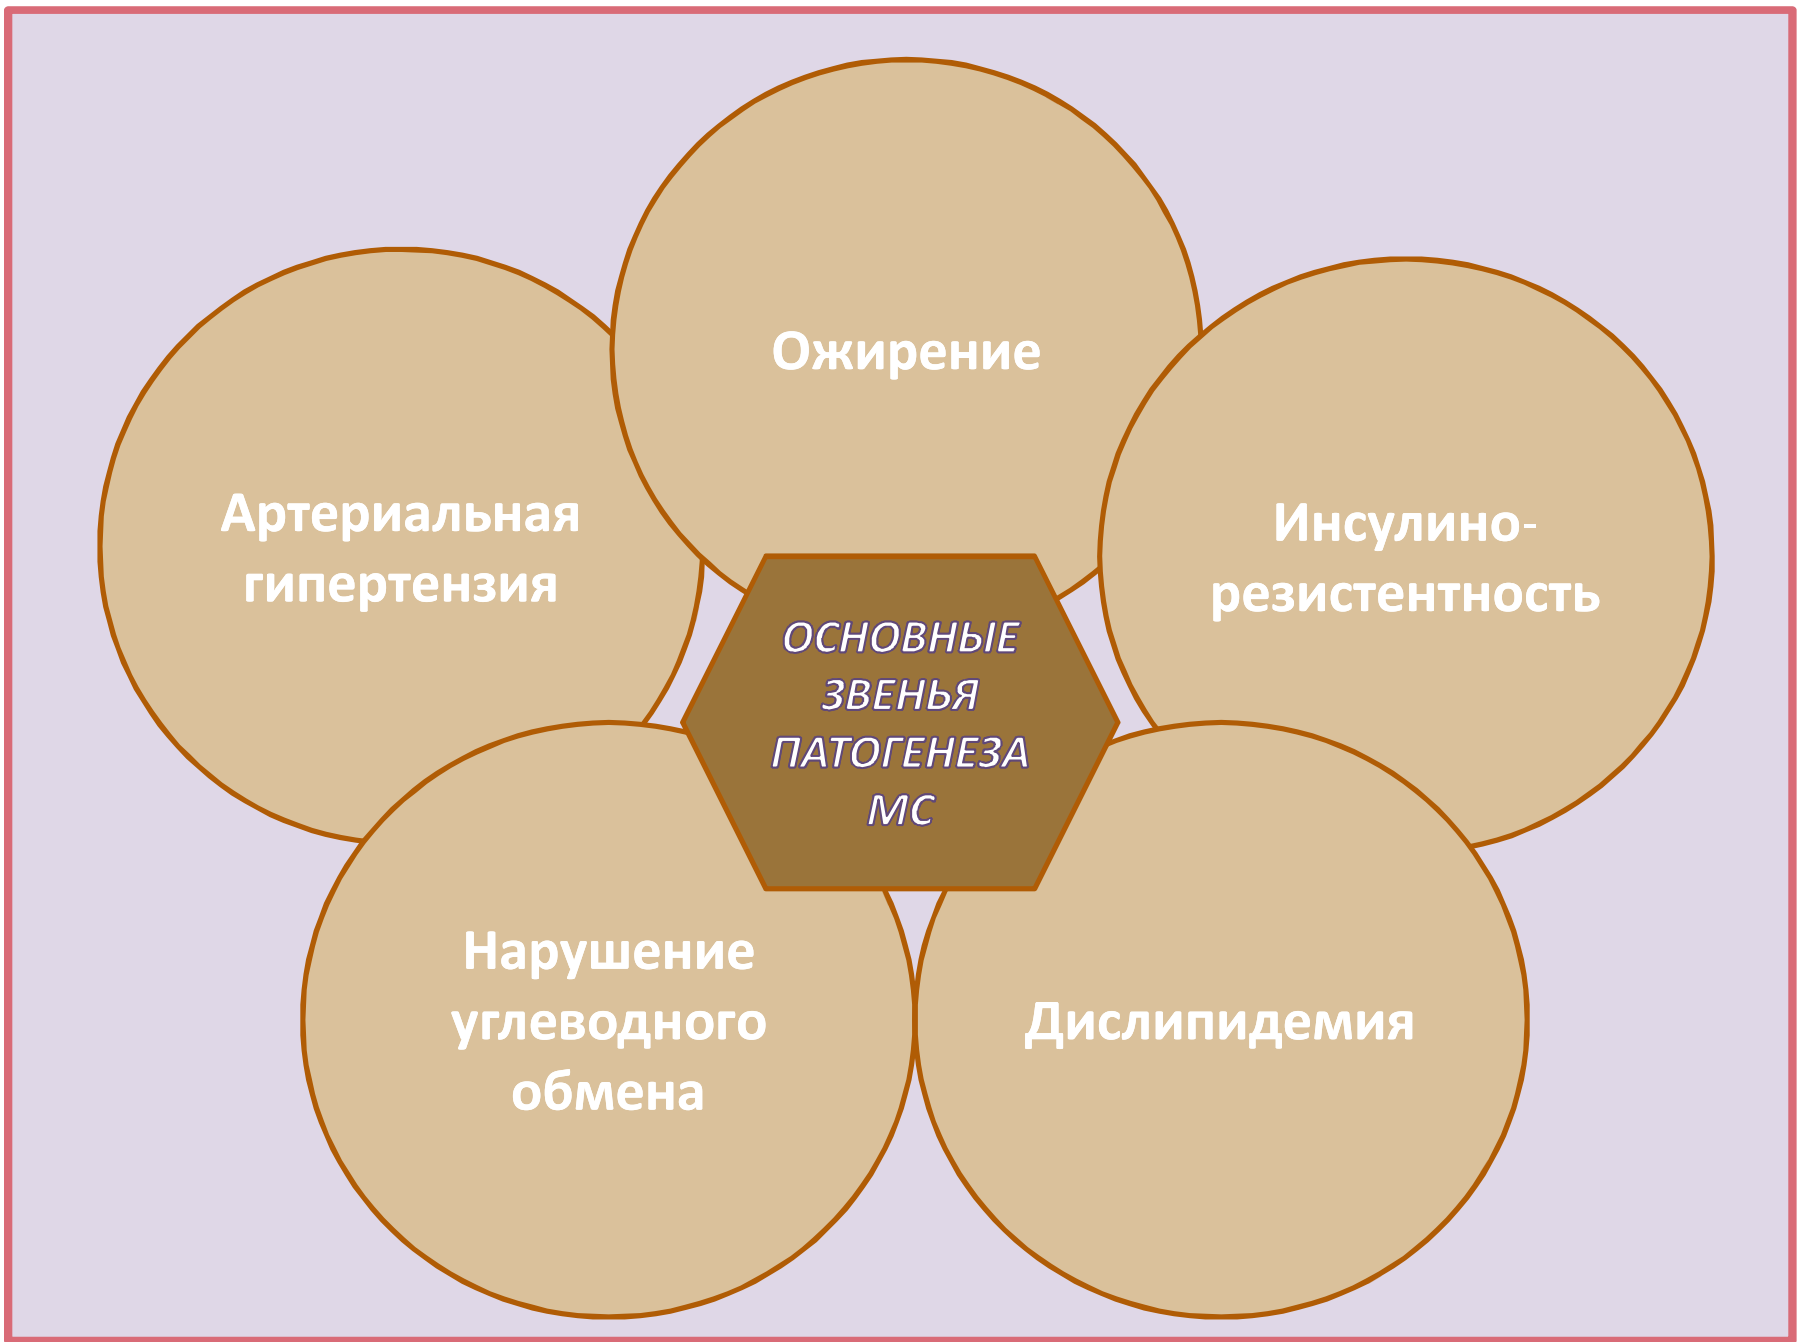 Ожирение
Артериальная
гипертензия
Инсулино-
резистентность
ОСНОВНЫЕ
ЗВЕНЬЯ
ПАТОГЕНЕЗА
МС
Нарушение
углеводного
обмена
Дислипидемия